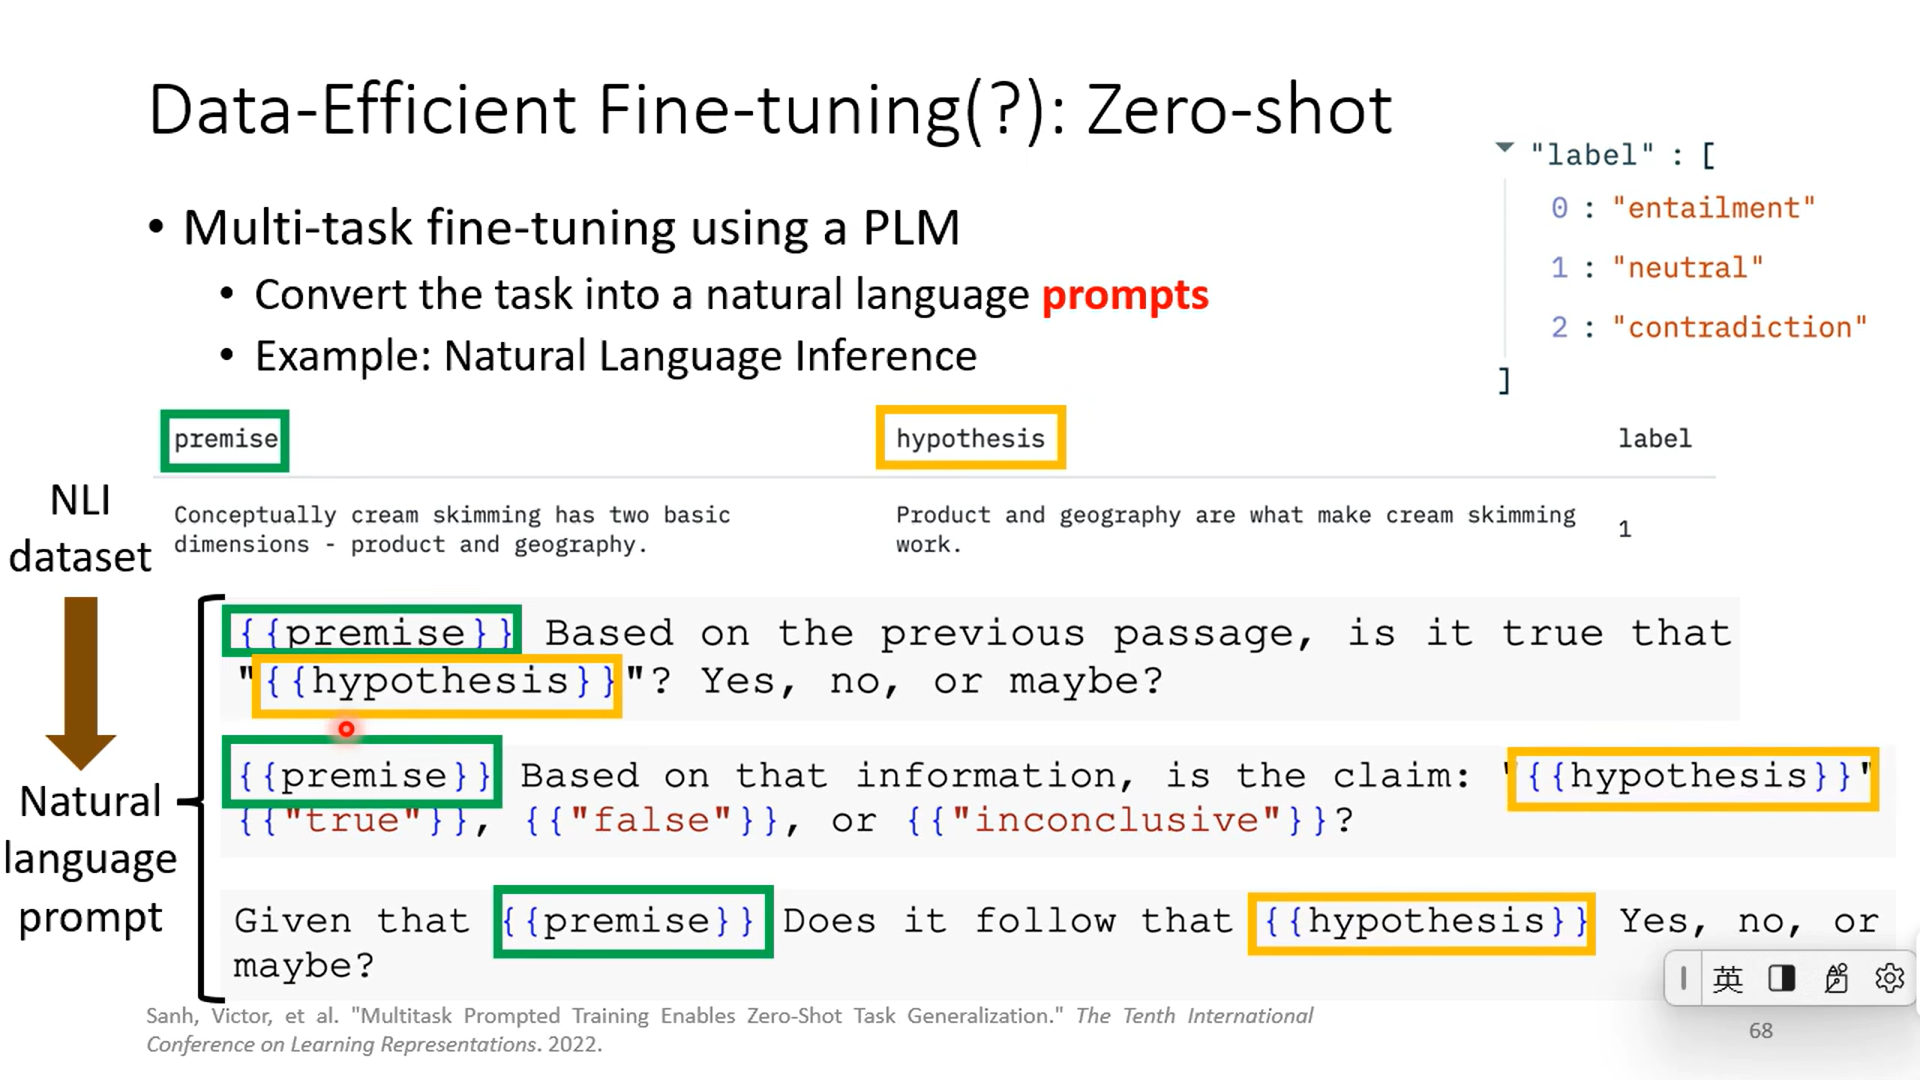 Data-Efficient Fine-tuning(?): Zero-shot
• Multi-task fine-tuning using a PLM
• Convert the task into a natural language prompts
• Example: Natural Language Inference
"label" : [
0 : "entailment"
1 : "neutral"
2 : "contradiction"
]
premise hypothesis label
NLI
dataset
Conceptually cream skimming has two basic
dimensions - product and geography.
Product and geography are what make cream skimming
work.
1
Natural
language
prompt
{{premise}} Based on the previous passage, is it true that
"{{hypothesis}}"? Yes, no, or maybe?
{{premise}} Based on that information, is the claim: "{{hypothesis}}"
{{"true"}}, {{"false"}}, or {{"inconclusive"}}?
Given that {{premise}} Does it follow that {{hypothesis}} Yes, no, or
maybe?
Sanh, Victor, et al. "Multitask Prompted Training Enables Zero-Shot Task Generalization." The Tenth International
Conference on Learning Representations. 2022.
英
68